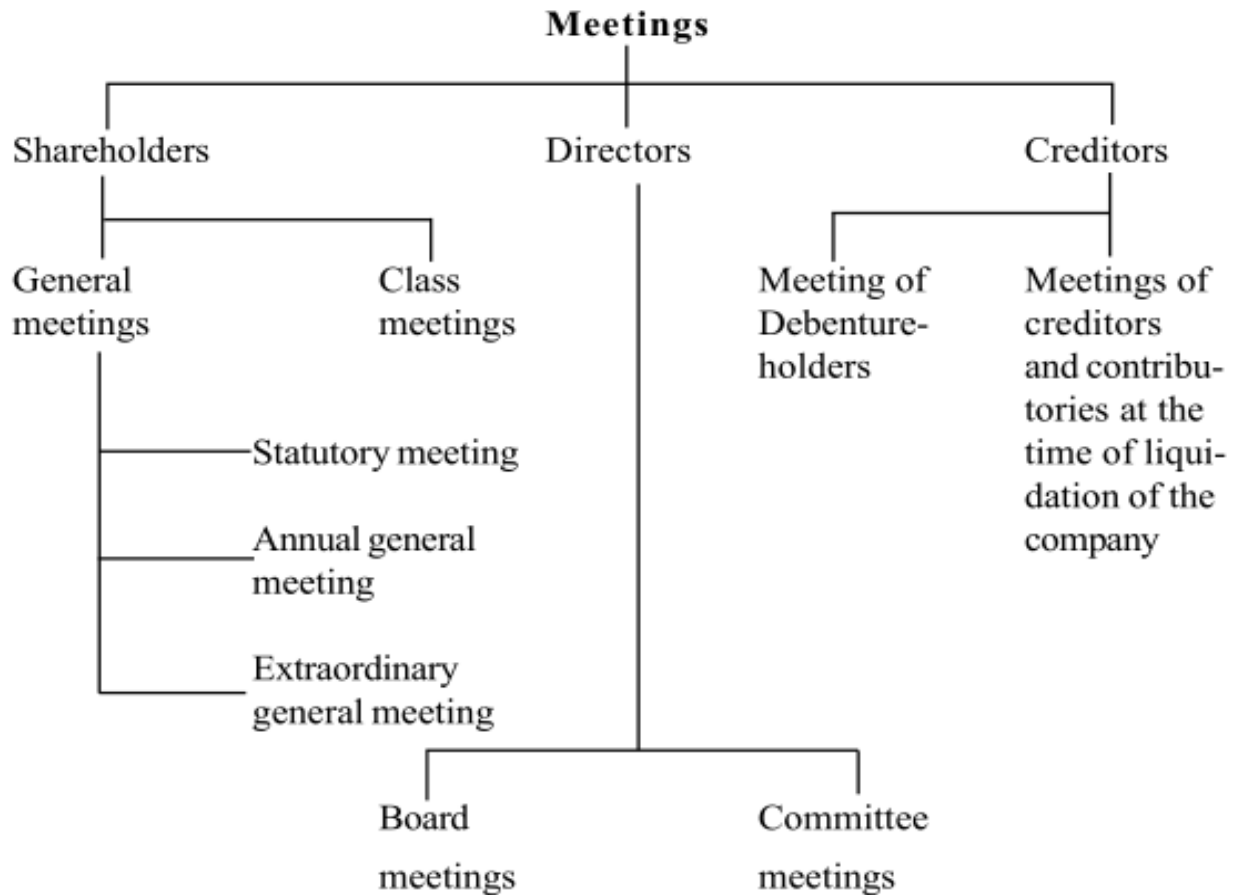 Meetings
Shareholders
Directors
Creditors
General
meetings
Class
meetings
Meeting of
Debenture-
holders
Meetings of
creditors
and contribu-
tories at the
time of liqui-
dation of the
company
Statutory meeting
Annual general
meeting
Extraordinary
general meeting
Board
meetings
Committee
meetings